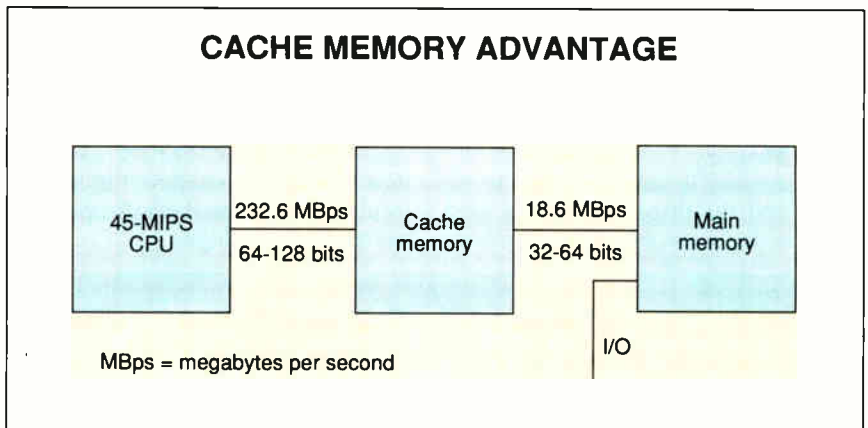 CACHE MEMORY ADVANTAGE
45-MIPS
CPU
232.6 MBps
64-128 bits
Cache
memory
18.6 MBps
32-64 bits
Main
memory
I/O
MBps = megabytes per second